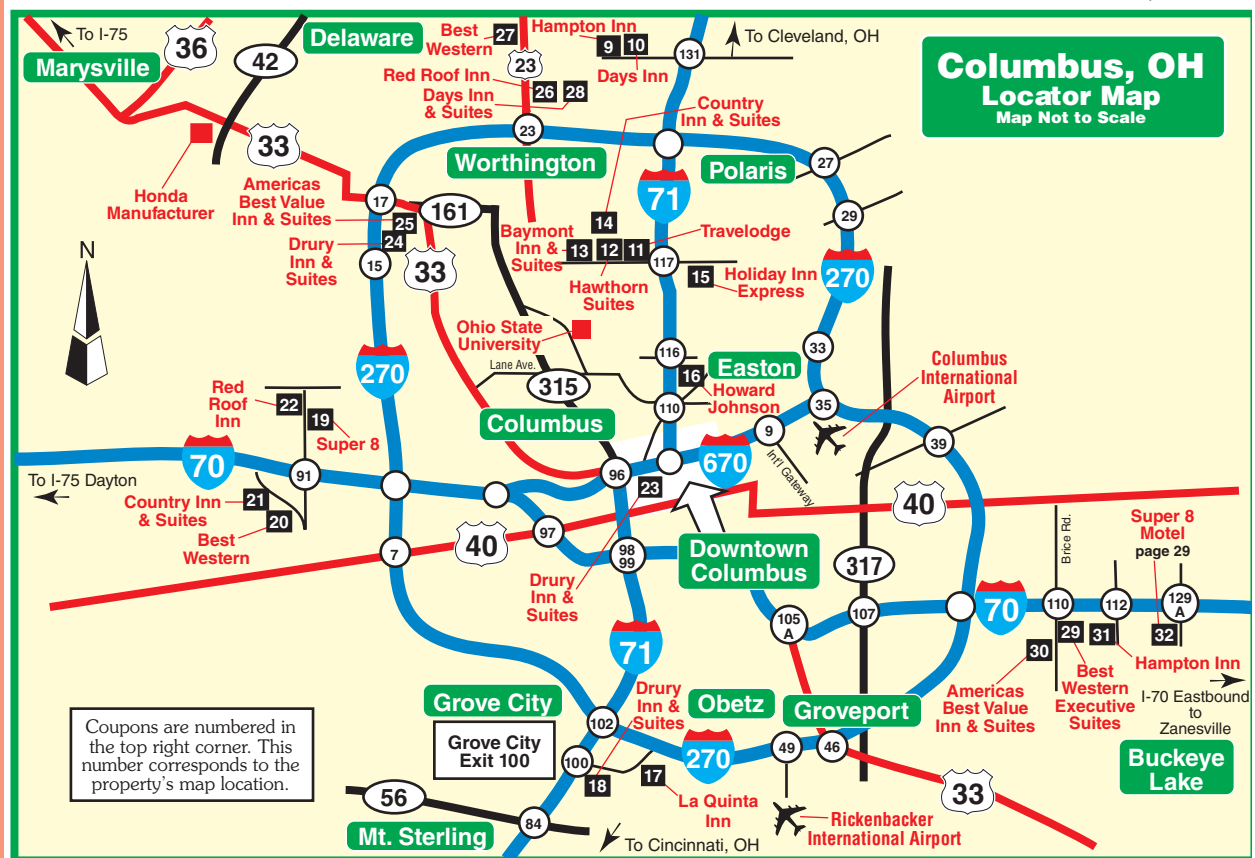 Columbus, OH
Locator Map
Map Not to Scale
To I-75
36
42
Delaware
Marysville
Best
Western
27
23
Hampton Inn
9
10
Days Inn
131
To Cleveland, OH
Red Roof Inn
26
28
Days Inn
& Suites
Country
Inn & Suites
23
Worthington
33
Honda
Manufacturer
Americas
Best Value
Inn & Suites
17
25
161
24
Drury
Inn &
Suites
15
33
71
Polaris
27
29
14
Baymont
Inn &
Suites
13
12
11
Travelodge
117
Hawthorn
Suites
15
Holiday Inn
Express
270
N
Ohio State
University
Lane Ave.
315
270
116
16
Howard
Johnson
Easton
110
33
Columbus
International
Airport
35
39
9
Int'l Gateway
Red
Roof
Inn
22
19
Super 8
Columbus
70
To I-75 Dayton
91
21
Country Inn
& Suites
20
Best
Western
96
670
23
40
7
40
97
98
99
Drury
Inn &
Suites
Downtown
Columbus
317
105
A
107
70
Brice Rd.
110
112
129
A
Super 8
Motel
page 29
30
29
31
32
Americas
Best Value
Inn & Suites
Best
Western
Executive
Suites
Hampton Inn
I-70 Eastbound
to
Zanesville
Buckeye
Lake
71
Grove City
Grove City
Exit 100
102
100
Drury
Inn &
Suites
18
17
La Quinta
Inn
Obetz
270
Groveport
49
46
33
Rickenbacker
International Airport
56
Mt. Sterling
84
To Cincinnati, OH
Coupons are numbered in
the top right corner. This
number corresponds to the
property's map location.